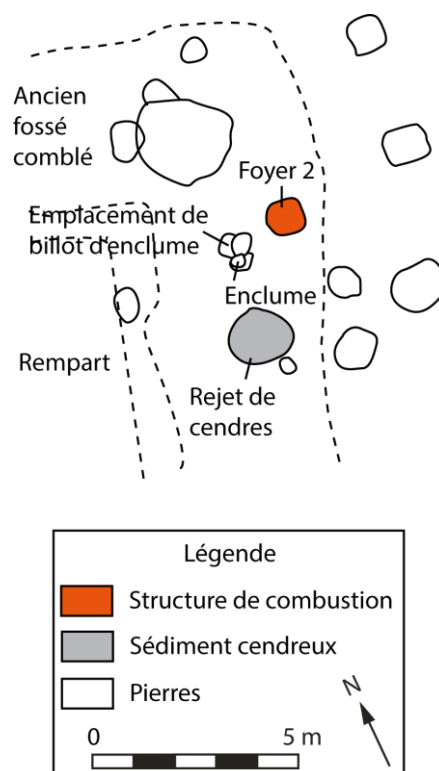 Ancien
fossé
comblé
Foyer 2
Emplacement de
billot d'enclume
Enclume
Rempart
Rejet de
cendres
Légende
Structure de combustion
Sédiment cendreux
Pierres
N
0 5 m